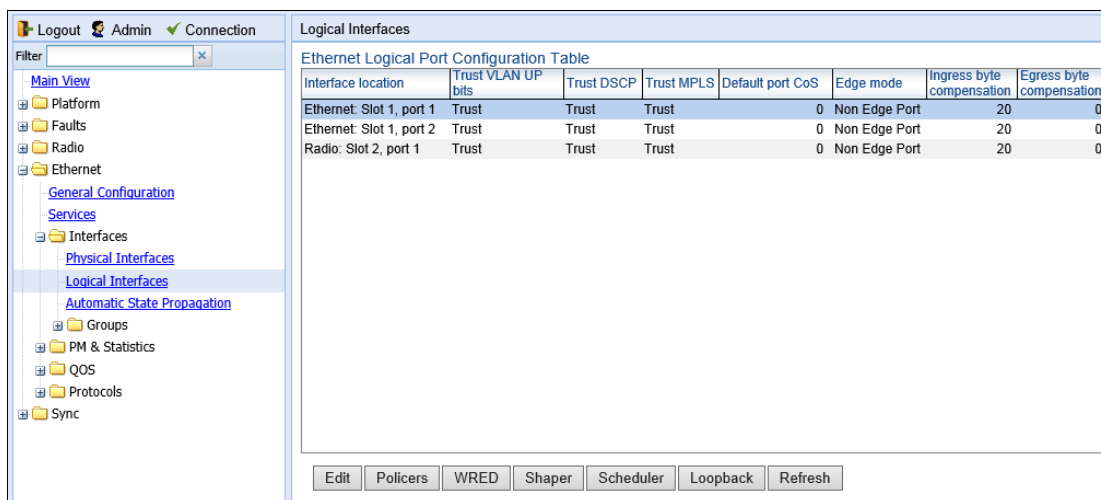 Logout Admin Connection
Filter
Main View
Platform
Faults
Radio
Ethernet
General Configuration
Services
Interfaces
Physical Interfaces
Logical Interfaces
Automatic State Propagation
Groups
PM & Statistics
QOS
Protocols
Sync
Logical Interfaces
Ethernet Logical Port Configuration Table
Interface location Trust VLAN UP bits Trust DSCP Trust MPLS Default port CoS Edge mode Ingress byte compensation Egress byte compensation
Ethernet: Slot 1, port 1 Trust Trust Trust 0 Non Edge Port 20 0
Ethernet: Slot 1, port 2 Trust Trust Trust 0 Non Edge Port 20 0
Radio: Slot 2, port 1 Trust Trust Trust 0 Non Edge Port 20 0
Edit Policers WRED Shaper Scheduler Loopback Refresh